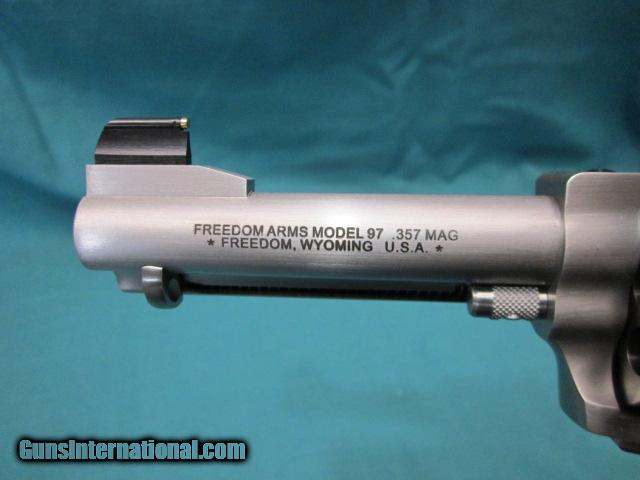 FREEDOM ARMS MODEL 97 .357 MAG
* FREEDOM, WYOMING U.S.A. *
GunsInternational.com